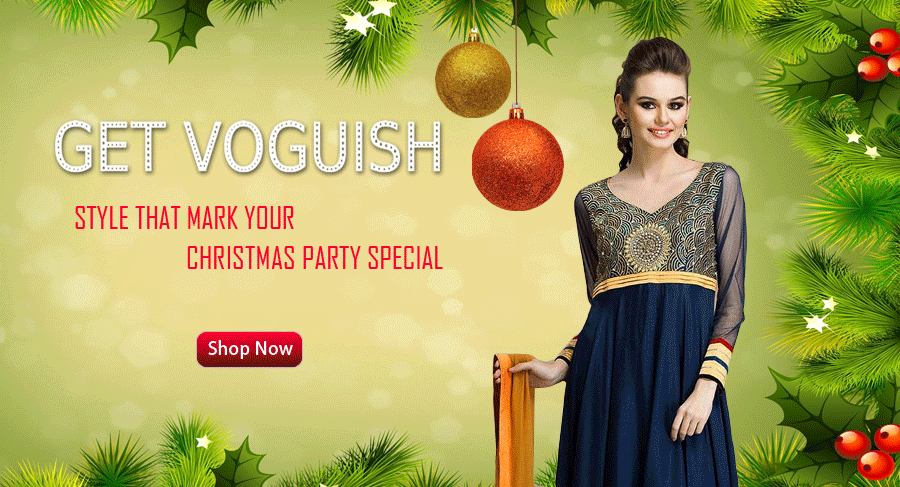 GET VOGUISH
STYLE THAT MARK YOUR
CHRISTMAS PARTY SPECIAL
Shop Now